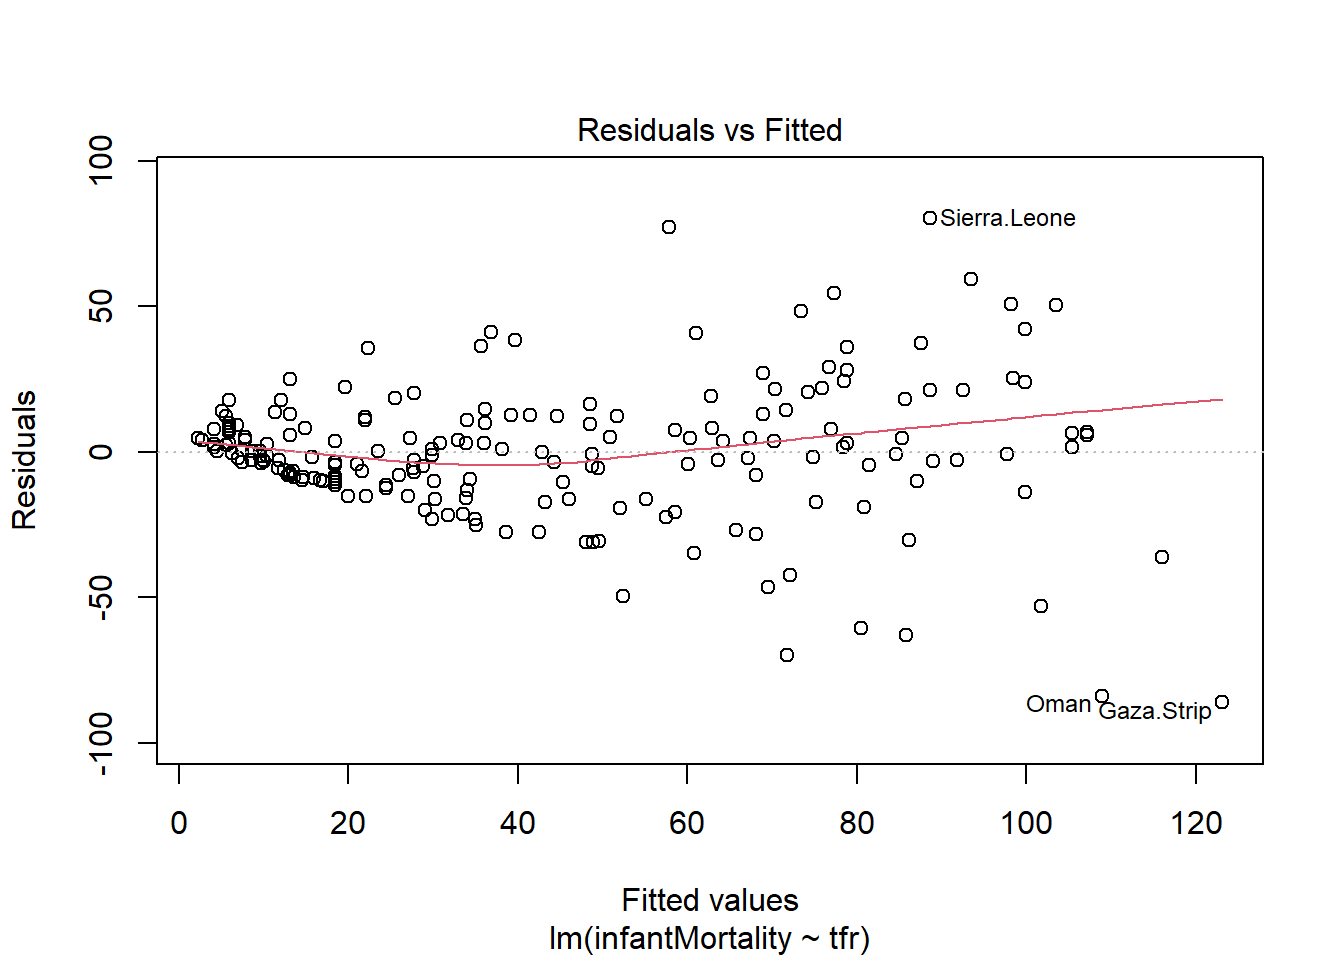 Residuals vs Fitted
Residuals
100
50
0
-50
-100
Sierra.Leone
Oman
Gaza.Strip
0 20 40 60 80 100 120
Fitted values
lm(infantMortality ~ tfr)